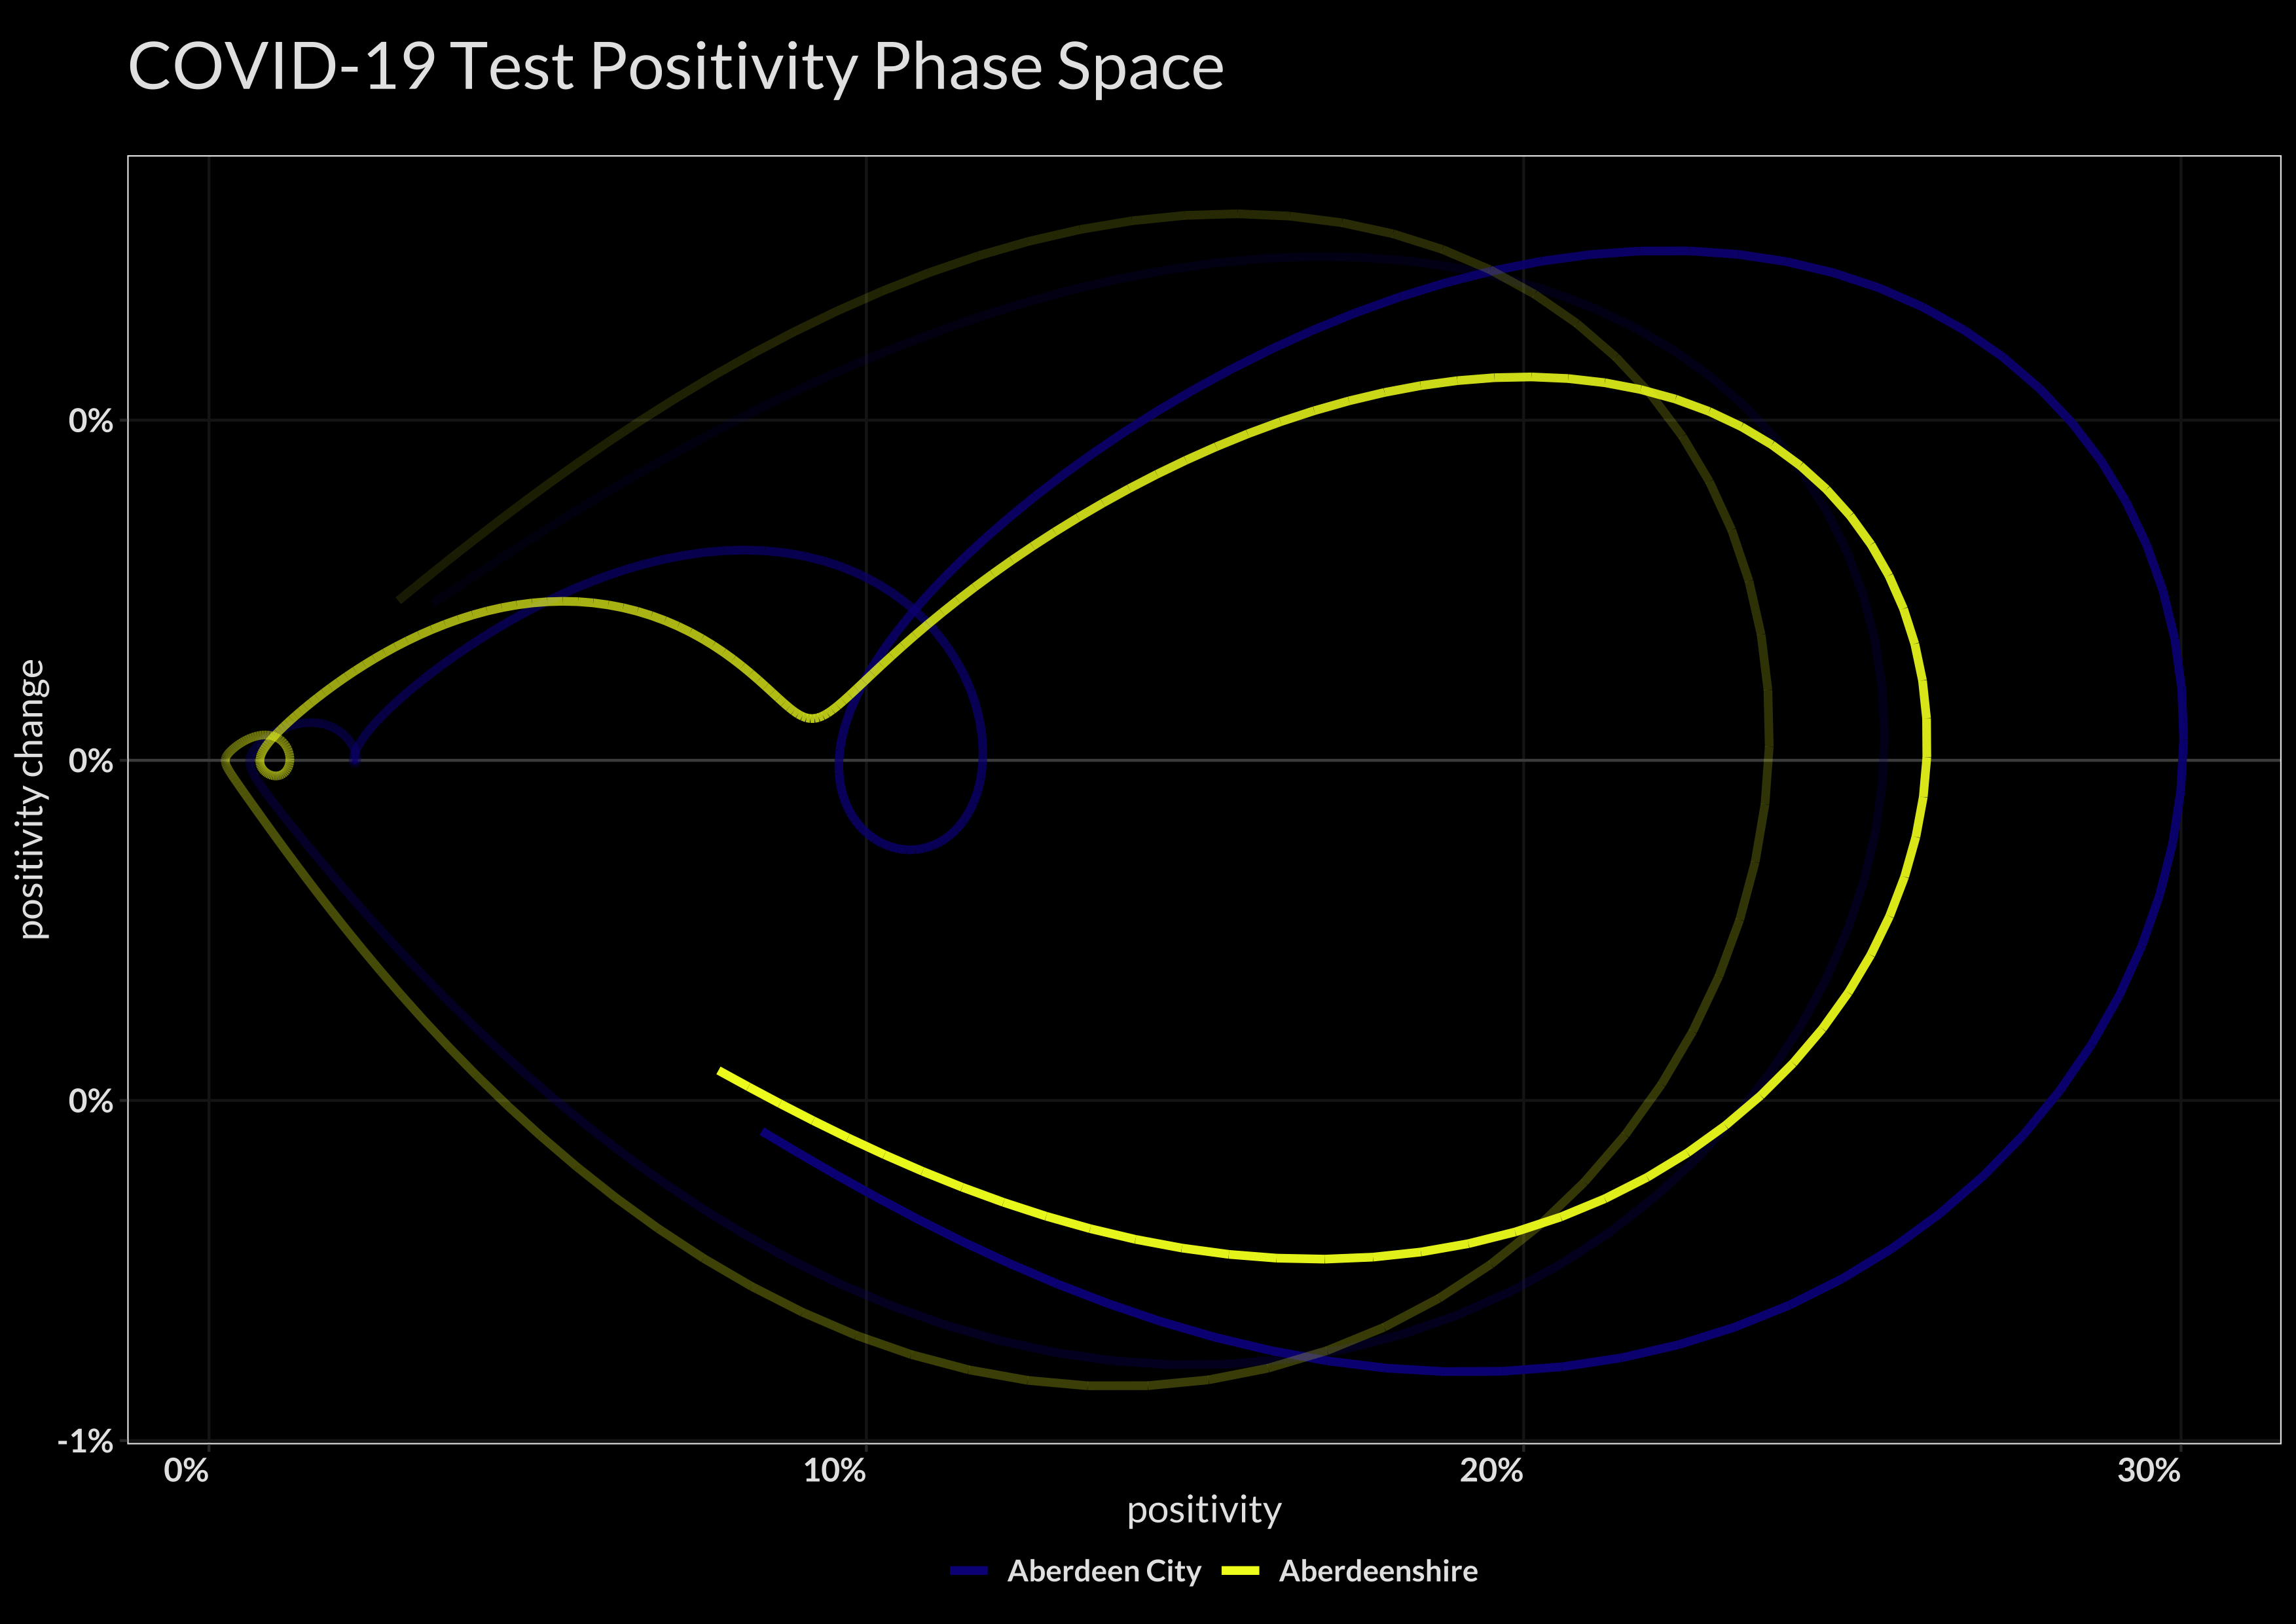 COVID-19 Test Positivity Phase Space
positivity change
0%
0%
0%
-1%
0%
10%
20%
30%
positivity
Aberdeen City
Aberdeenshire